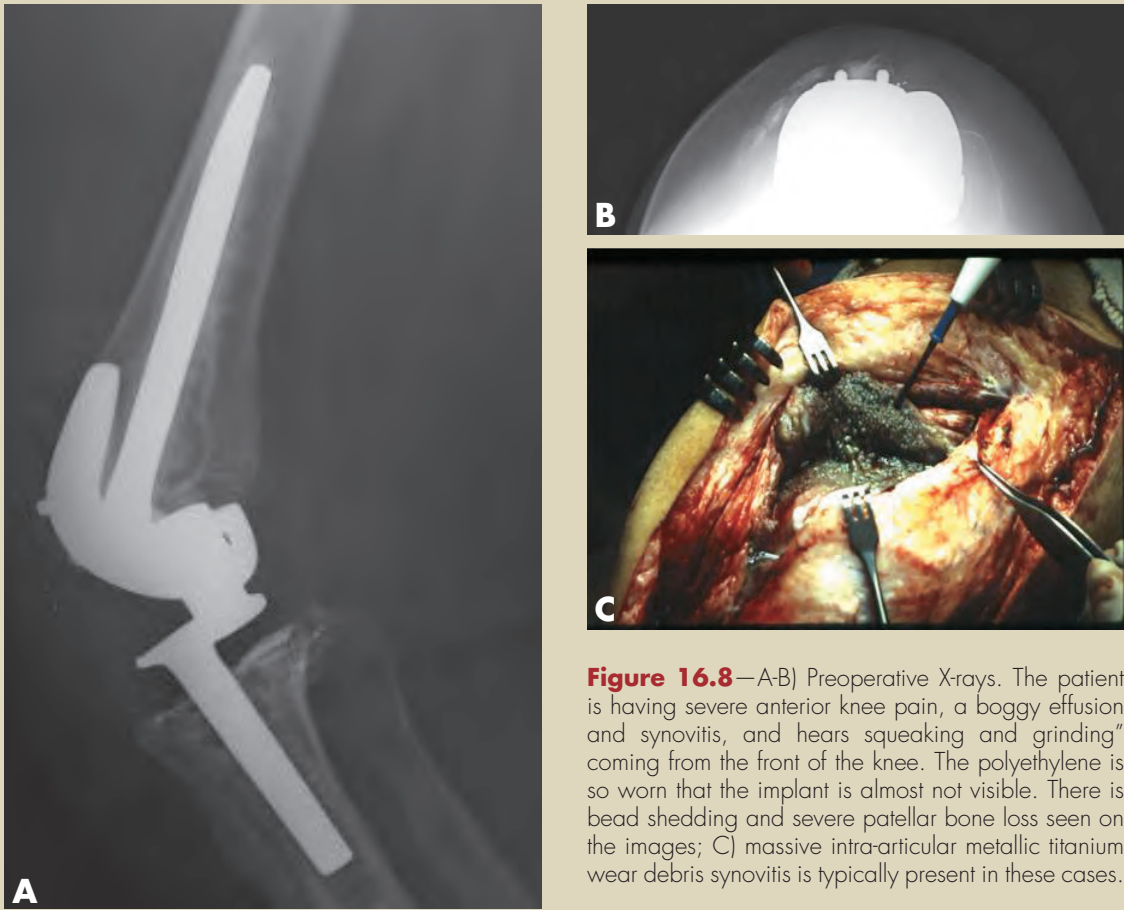 A
B
C
Figure 16.8—A-B) Preoperative X-rays. The patient
is having severe anterior knee pain, a boggy effusion
and synovitis, and hears squeaking and grinding”
coming from the front of the knee. The polyethylene is
so worn that the implant is almost not visible. There is
bead shedding and severe patellar bone loss seen on
the images; C) massive intra-articular metallic titanium
wear debris synovitis is typically present in these cases.